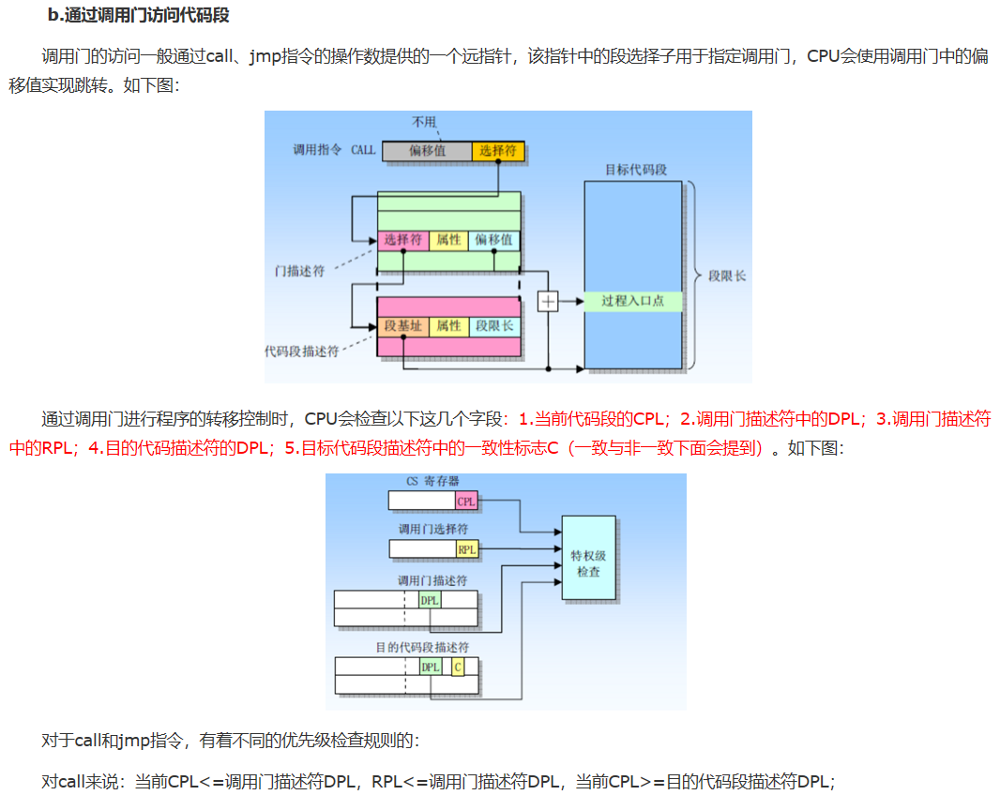 b.通过调用门访问代码段
调用门的访问一般通过call、jmp指令的操作数提供的一个远指针，该指针中的段选择子用于指定调用门，CPU会使用调用门中的偏
移值实现跳转。如下图：
不用
调用指令 CALL 偏移值 选择符
目标代码段
选择符 属性 偏移值
门描述符
段限长
过程入口点
段基址 属性 段限长
代码段描述符
通过调用门进行程序的转移控制时，CPU会检查以下这几个字段：1.当前代码段的CPL；2.调用门描述符中的DPL；3.调用门描述符
中的RPL；4.目的代码描述符的DPL；5.目标代码段描述符中的一致性标志C（一致与非一致下面会提到）。如下图：
CS 寄存器
CPL
调用门选择符
RPL
特权级
检查
调用门描述符
DPL
目的代码段描述符
DPL C
对于call和jmp指令，有着不同的优先级检查规则的：
对call来说：当前CPL<=调用门描述符DPL，RPL<=调用门描述符DPL，当前CPL>=目的代码段描述符DPL；